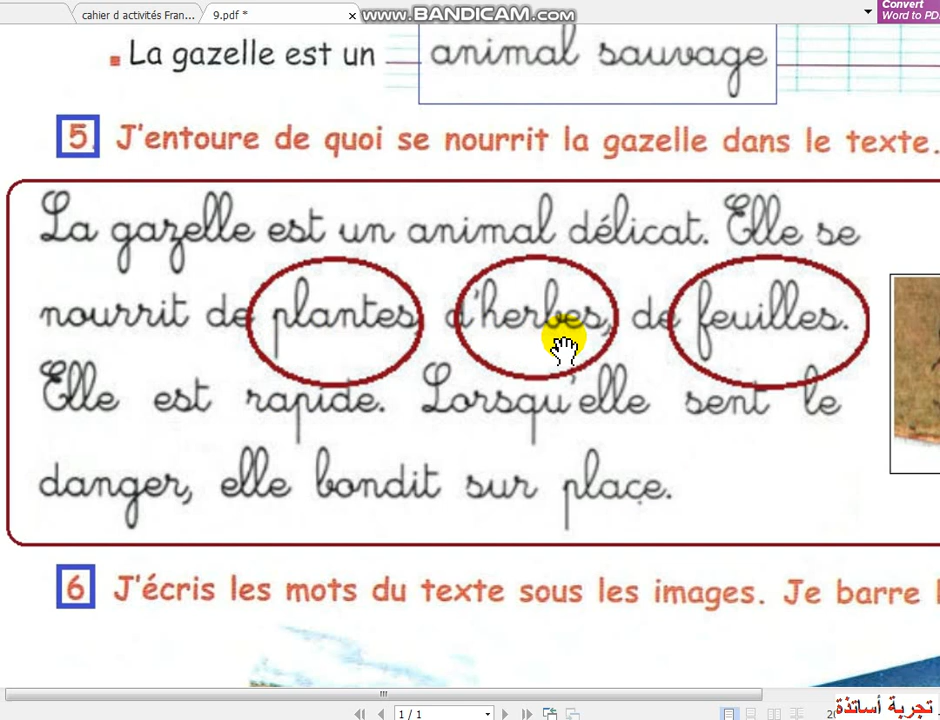 cahier d activités Fran...
9.pdf *
WWW.BANDICAM.COM
Convert
Word to PD
La gazelle est un animal sauvage
5. J'entoure de quoi se nourrit la gazelle dans le texte.
La gazelle est un animal délicat. Elle se
nourrit de plantes, d'herbes, de feuilles.
Elle est rapide. Lorsqu'elle sent le
danger, elle bondit sur place.
6 J'écris les mots du texte sous les images. Je barre
1 / 1
تجربة أساتذة